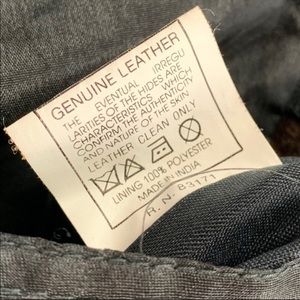 GENUINE LEATHER
THE EVENTUAL IRREGU
LARITIES OF THE HIDES ARE
CHARACTERISTICS WHICH
CONFIRM THE AUTHENTION
AND NATURE OF THE SKIN
LEATHER CLEAN ONLY
LINING 100% POLYESTER
MADE IN INDIA
R. N. 83171